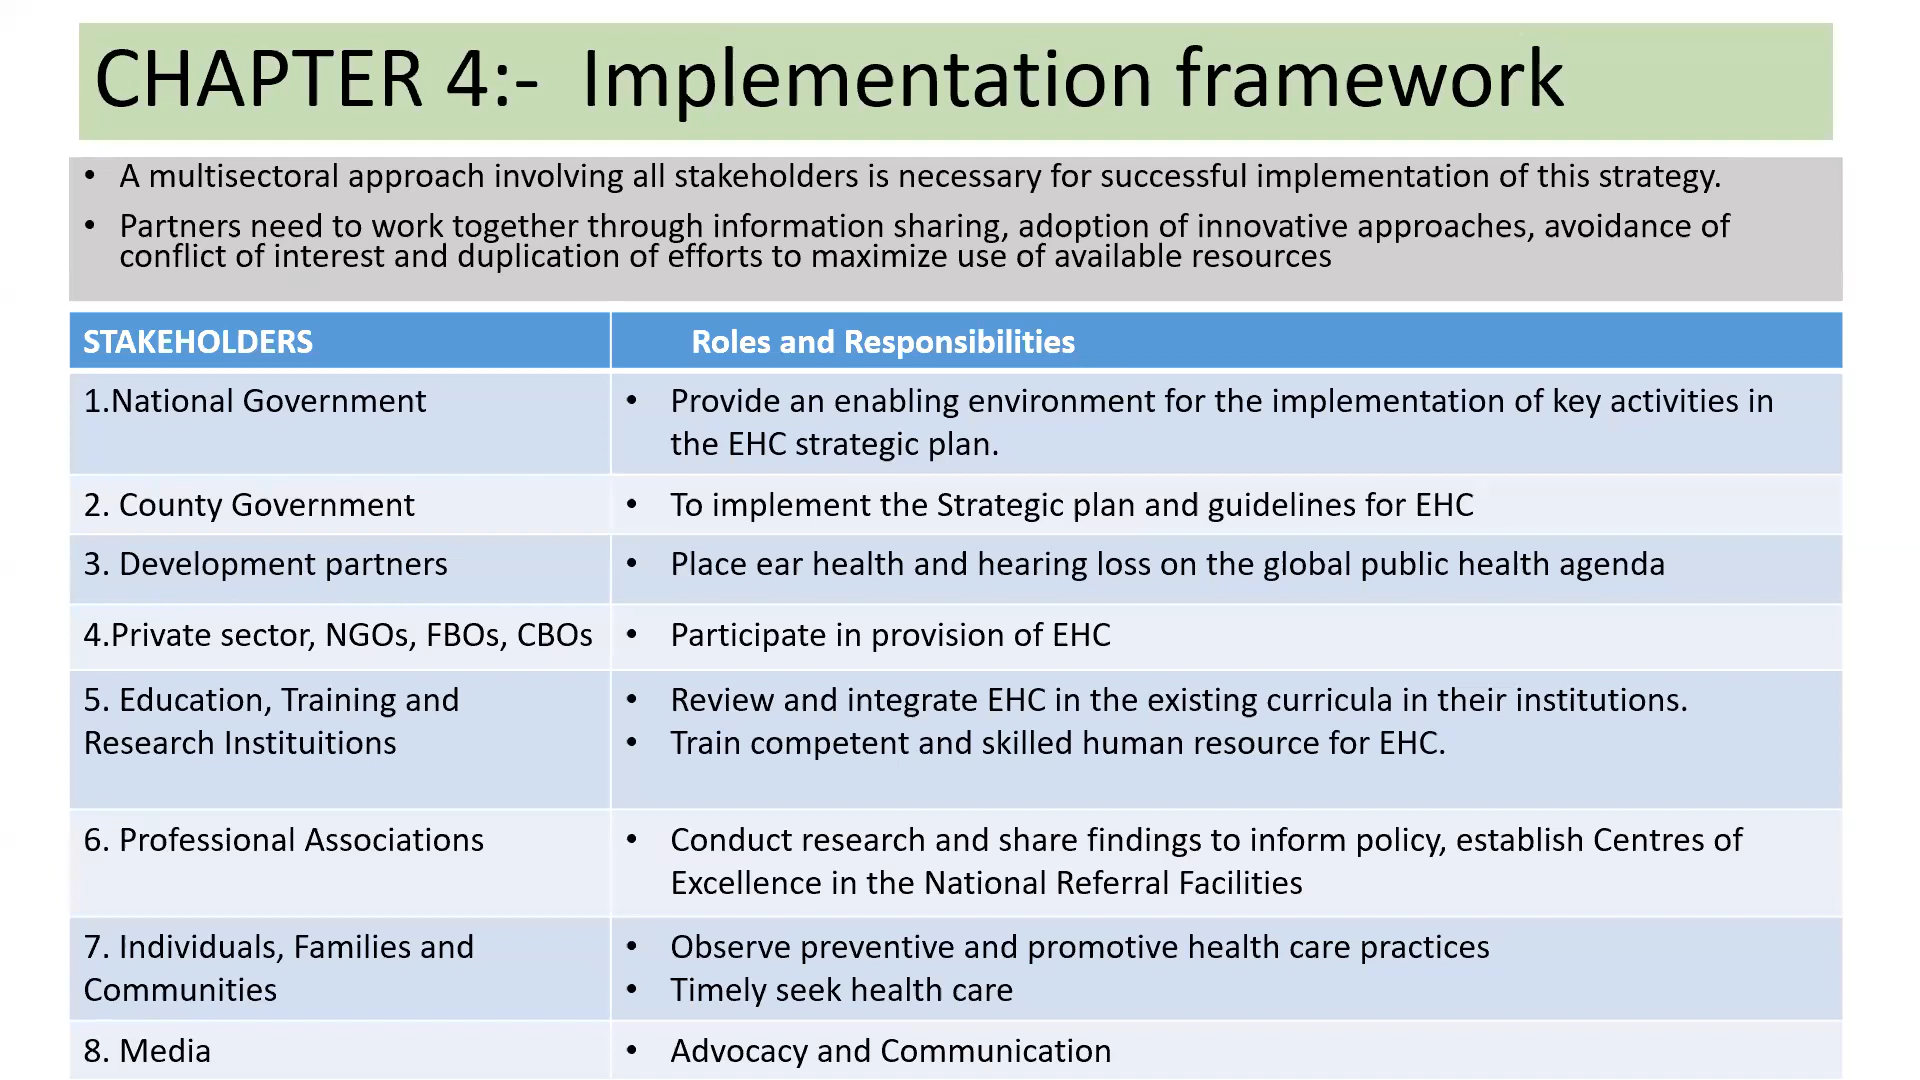 CHAPTER 4:- Implementation framework
• A multisectoral approach involving all stakeholders is necessary for successful implementation of this strategy.
• Partners need to work together through information sharing, adoption of innovative approaches, avoidance of
conflict of interest and duplication of efforts to maximize use of available resources
STAKEHOLDERS
Roles and Responsibilities
1.National Government
• Provide an enabling environment for the implementation of key activities in
the EHC strategic plan.
2. County Government
• To implement the Strategic plan and guidelines for EHC
3. Development partners
• Place ear health and hearing loss on the global public health agenda
4.Private sector, NGOs, FBOs, CBOs
• Participate in provision of EHC
5. Education, Training and
Research Instituitions
• Review and integrate EHC in the existing curricula in their institutions.
• Train competent and skilled human resource for EHC.
6. Professional Associations
• Conduct research and share findings to inform policy, establish Centres of
Excellence in the National Referral Facilities
7. Individuals, Families and
Communities
• Observe preventive and promotive health care practices
• Timely seek health care
8. Media
• Advocacy and Communication